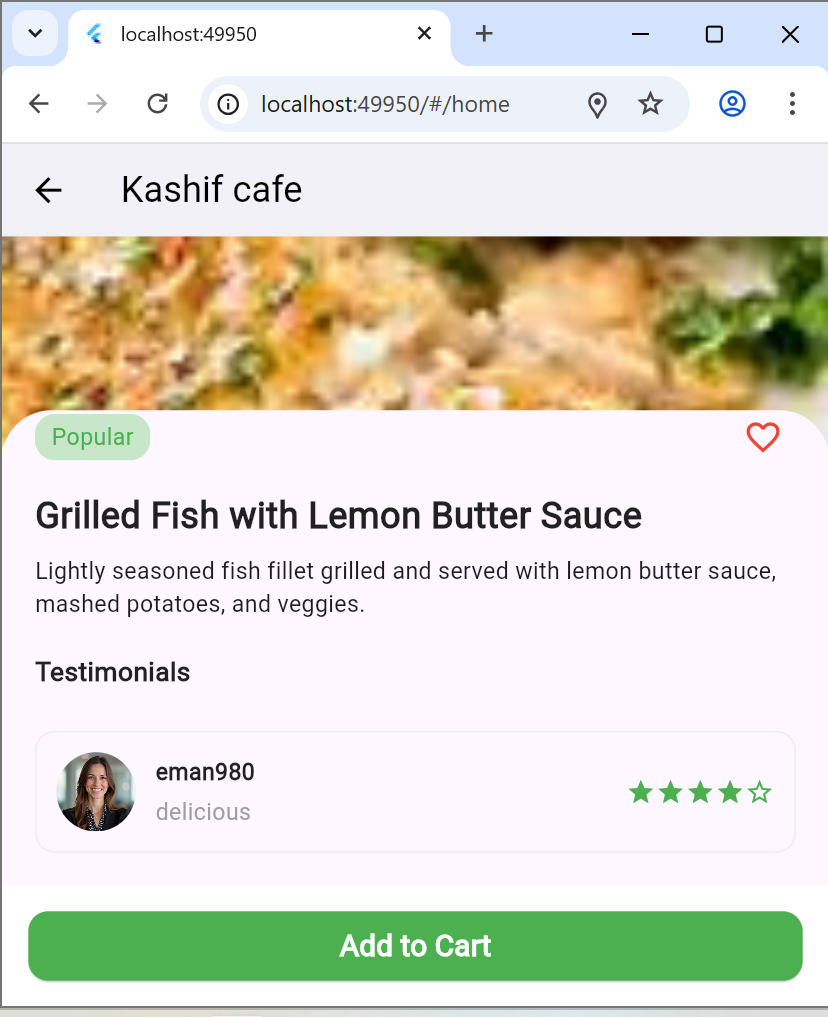 localhost:49950
localhost:49950/#/home
Kashif cafe
Popular
Grilled Fish with Lemon Butter Sauce
Lightly seasoned fish fillet grilled and served with lemon butter sauce,
mashed potatoes, and veggies.
Testimonials
eman980
delicious
Add to Cart